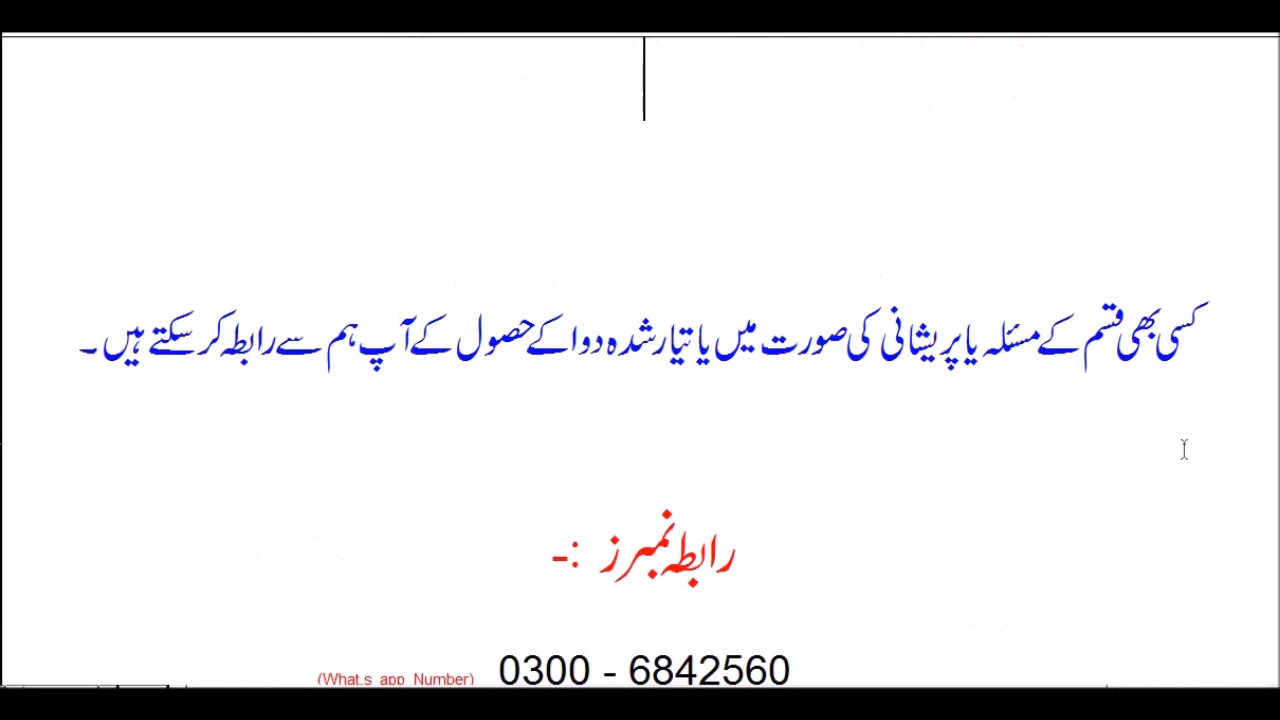 کسی بھی قسم کے مسئلہ یا پریشانی کی صورت میں یا تیار شدہ دوا کے حصول کے آپ ہم سے رابطہ کر سکتے ہیں ۔
رابطہ نمبرز :-
(What.s app Number) 0300 - 6842560